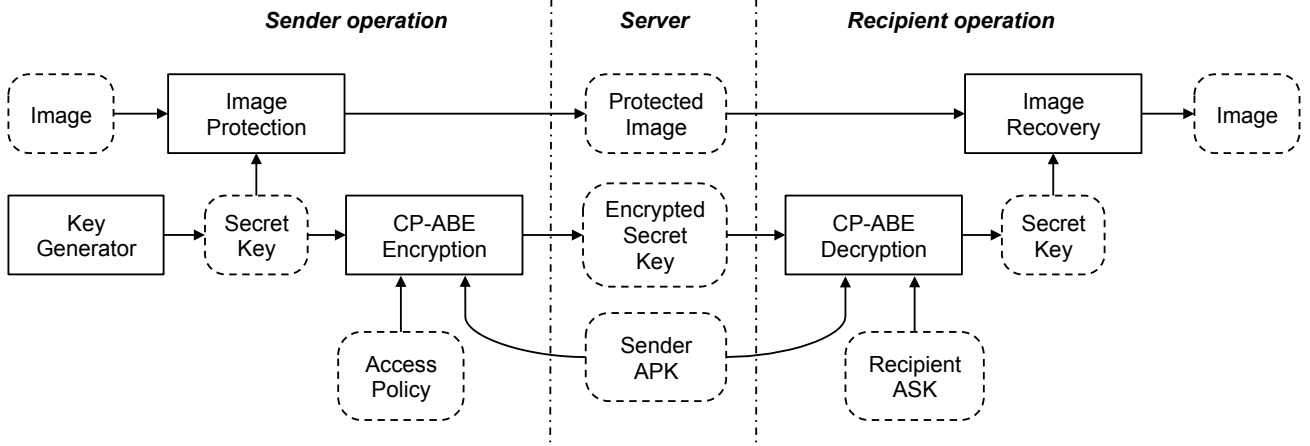 Sender operation
Server
Recipient operation
Image
Image
Protection
Protected
Image
Image
Recovery
Image
Key
Generator
Secret
Key
CP-ABE
Encryption
Encrypted
Secret
Key
CP-ABE
Decryption
Secret
Key
Access
Policy
Sender
APK
Recipient
ASK